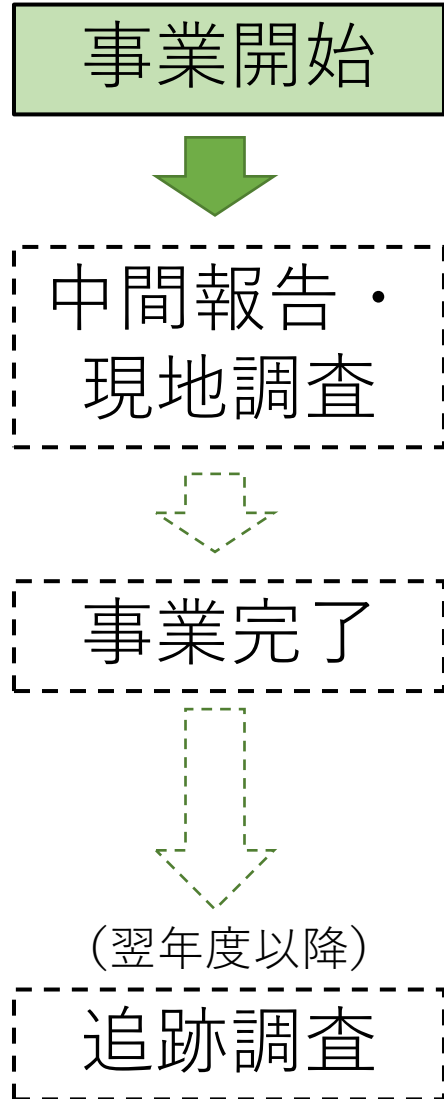 事業開始
中間報告・
現地調査
事業完了
（翌年度以降）
追跡調査